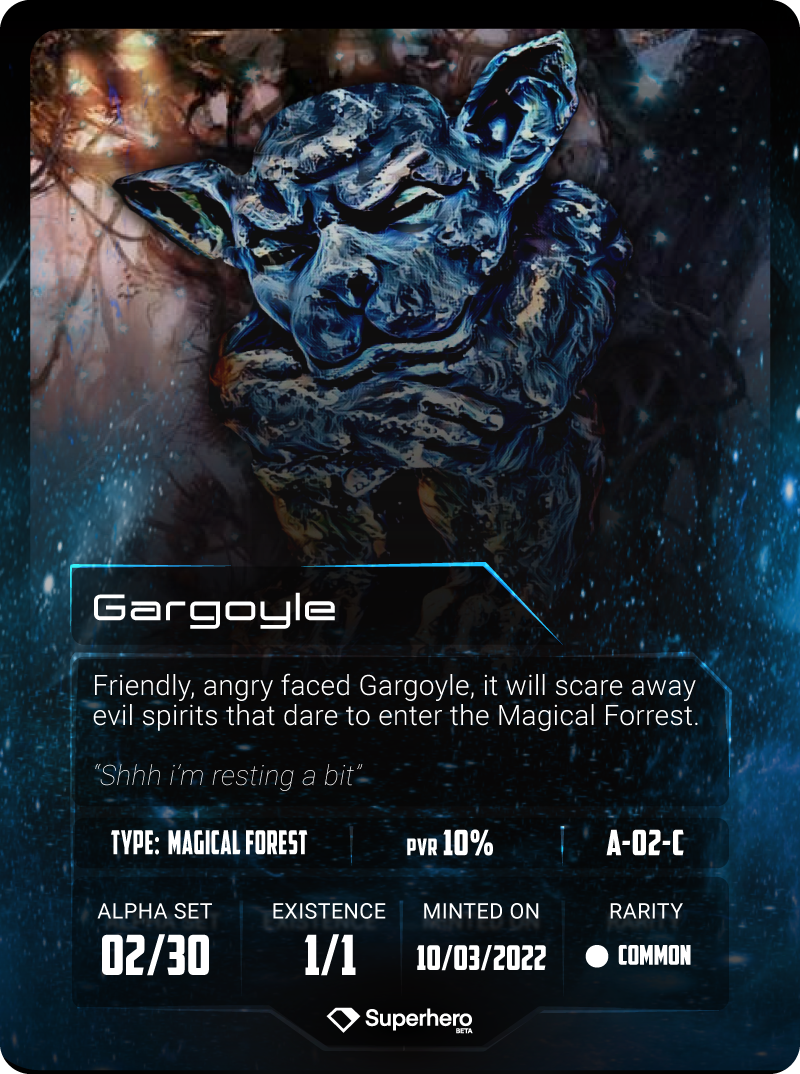 Gargoyle
Friendly, angry faced Gargoyle, it will scare away
evil spirits that dare to enter the Magical Forrest.
“Shhh i’m resting a bit”
TYPE: MAGICAL FOREST
PVR 10%
A-02-C
ALPHA SET
EXISTENCE
MINTED ON
RARITY
02/30
1/1
10/03/2022
COMMON
Superhero
BETA